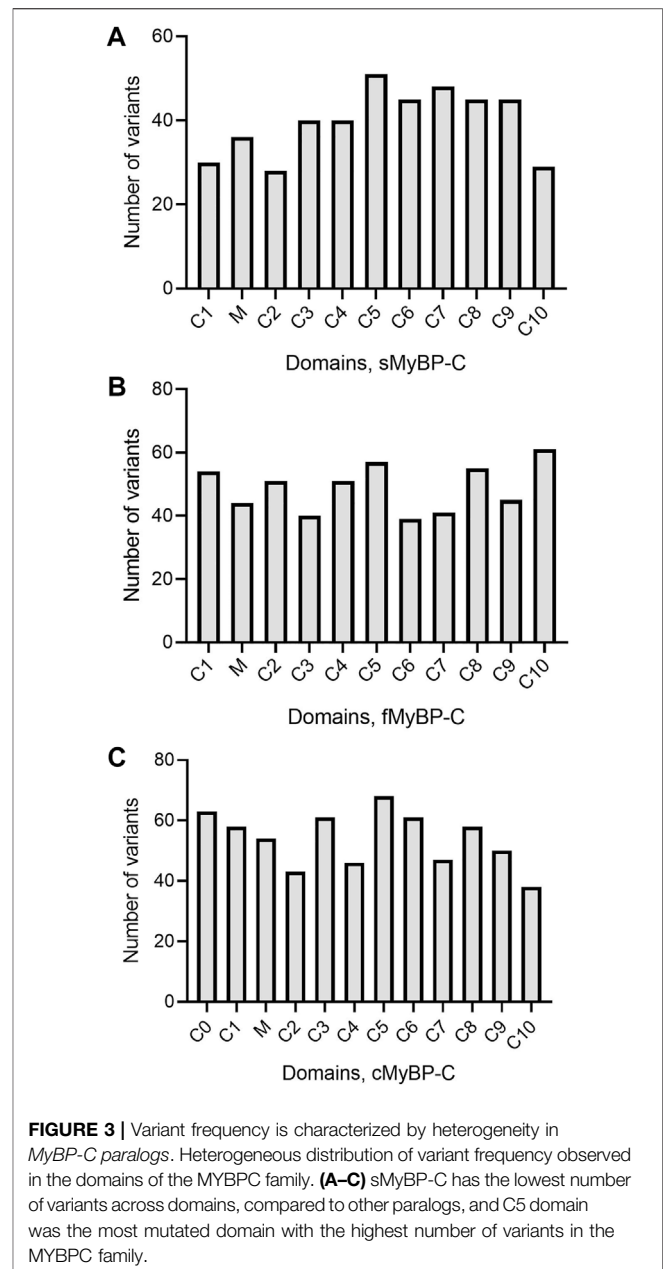 A
Number of variants
60
40
20
0
C1 M C2 C3 C4 C5 C6 C7 C8 C9 C10
Domains, sMyBP-C
B
Number of variants
80
60
40
20
0
C1 M C2 C3 C4 C5 C6 C7 C8 C9 C10
Domains, fMyBP-C
C
Number of variants
80
60
40
20
0
C0 C1 M C2 C3 C4 C5 C6 C7 C8 C9 C10
Domains, cMyBP-C
FIGURE 3 | Variant frequency is characterized by heterogeneity in
MyBP-C paralogs. Heterogeneous distribution of variant frequency observed
in the domains of the MYBPC family. (A–C) sMyBP-C has the lowest number
of variants across domains, compared to other paralogs, and C5 domain
was the most mutated domain with the highest number of variants in the
MYBPC family.